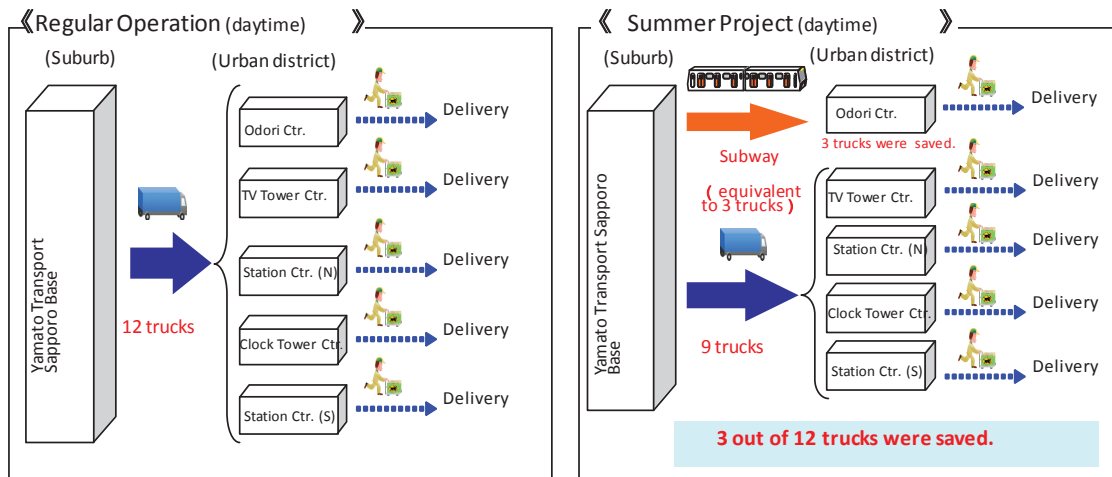 《Regular Operation (daytime) 》
(Suburb)
(Urban district)
Yamato Transport
Sapporo Base
12 trucks
Odori Ctr.
Delivery
TV Tower Ctr.
Delivery
Station Ctr. (N)
Delivery
Clock Tower Ctr.
Delivery
Station Ctr. (S)
Delivery
《 Summer Project (daytime) 》
(Suburb)
(Urban district)
Yamato Transport Sapporo
Base
Subway
( equivalent
to 3 trucks )
9 trucks
Odori Ctr.
Delivery
3 trucks were saved.
TV Tower Ctr.
Delivery
Station Ctr. (N)
Delivery
Clock Tower Ctr.
Delivery
Station Ctr. (S)
Delivery
3 out of 12 trucks were saved.